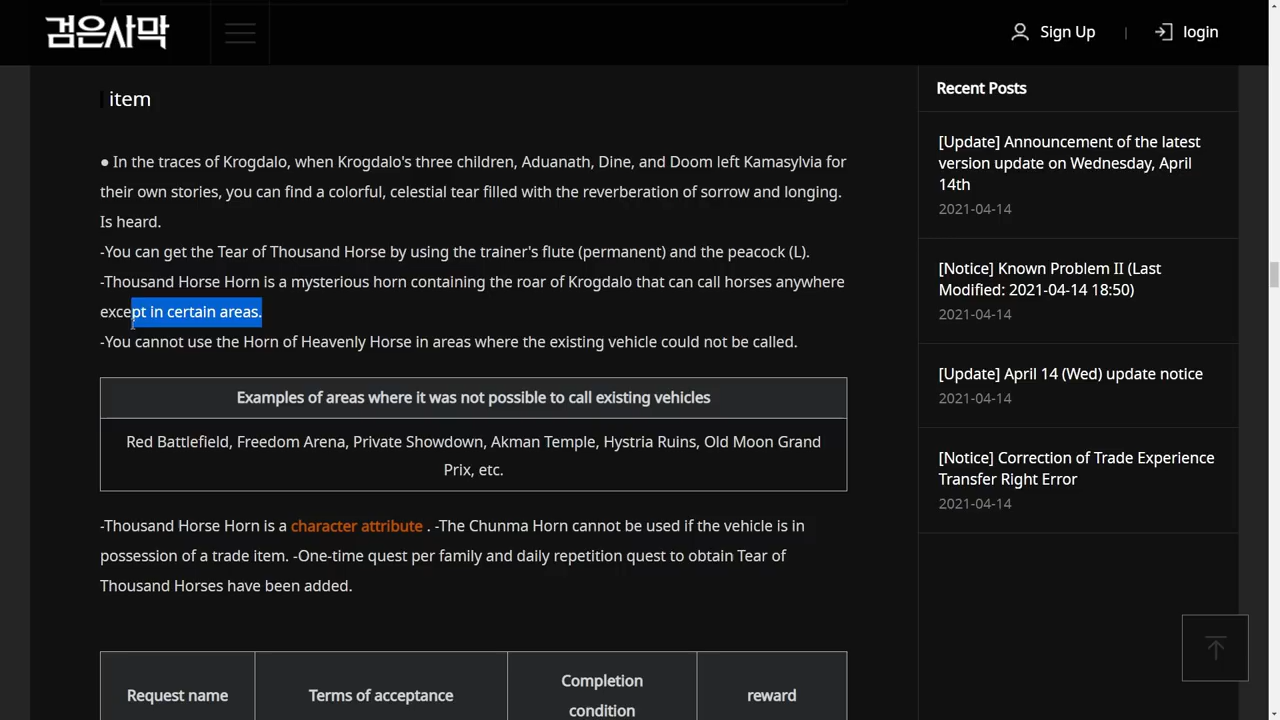 검은사막
Sign Up
login
item
● In the traces of Krogdalo, when Krogdalo's three children, Aduanath, Dine, and Doom left Kamasylvia for
their own stories, you can find a colorful, celestial tear filled with the reverberation of sorrow and longing.
Is heard.
-You can get the Tear of Thousand Horse by using the trainer's flute (permanent) and the peacock (L).
-Thousand Horse Horn is a mysterious horn containing the roar of Krogdalo that can call horses anywhere
except in certain areas.
-You cannot use the Horn of Heavenly Horse in areas where the existing vehicle could not be called.
Examples of areas where it was not possible to call existing vehicles
Red Battlefield, Freedom Arena, Private Showdown, Akman Temple, Hystria Ruins, Old Moon Grand
Prix, etc.
-Thousand Horse Horn is a character attribute . -The Chunma Horn cannot be used if the vehicle is in
possession of a trade item. -One-time quest per family and daily repetition quest to obtain Tear of
Thousand Horses have been added.
Request name
Terms of acceptance
Completion
condition
reward
Recent Posts
[Update] Announcement of the latest
version update on Wednesday, April
14th
2021-04-14
[Notice] Known Problem II (Last
Modified: 2021-04-14 18:50)
2021-04-14
[Update] April 14 (Wed) update notice
2021-04-14
[Notice] Correction of Trade Experience
Transfer Right Error
2021-04-14